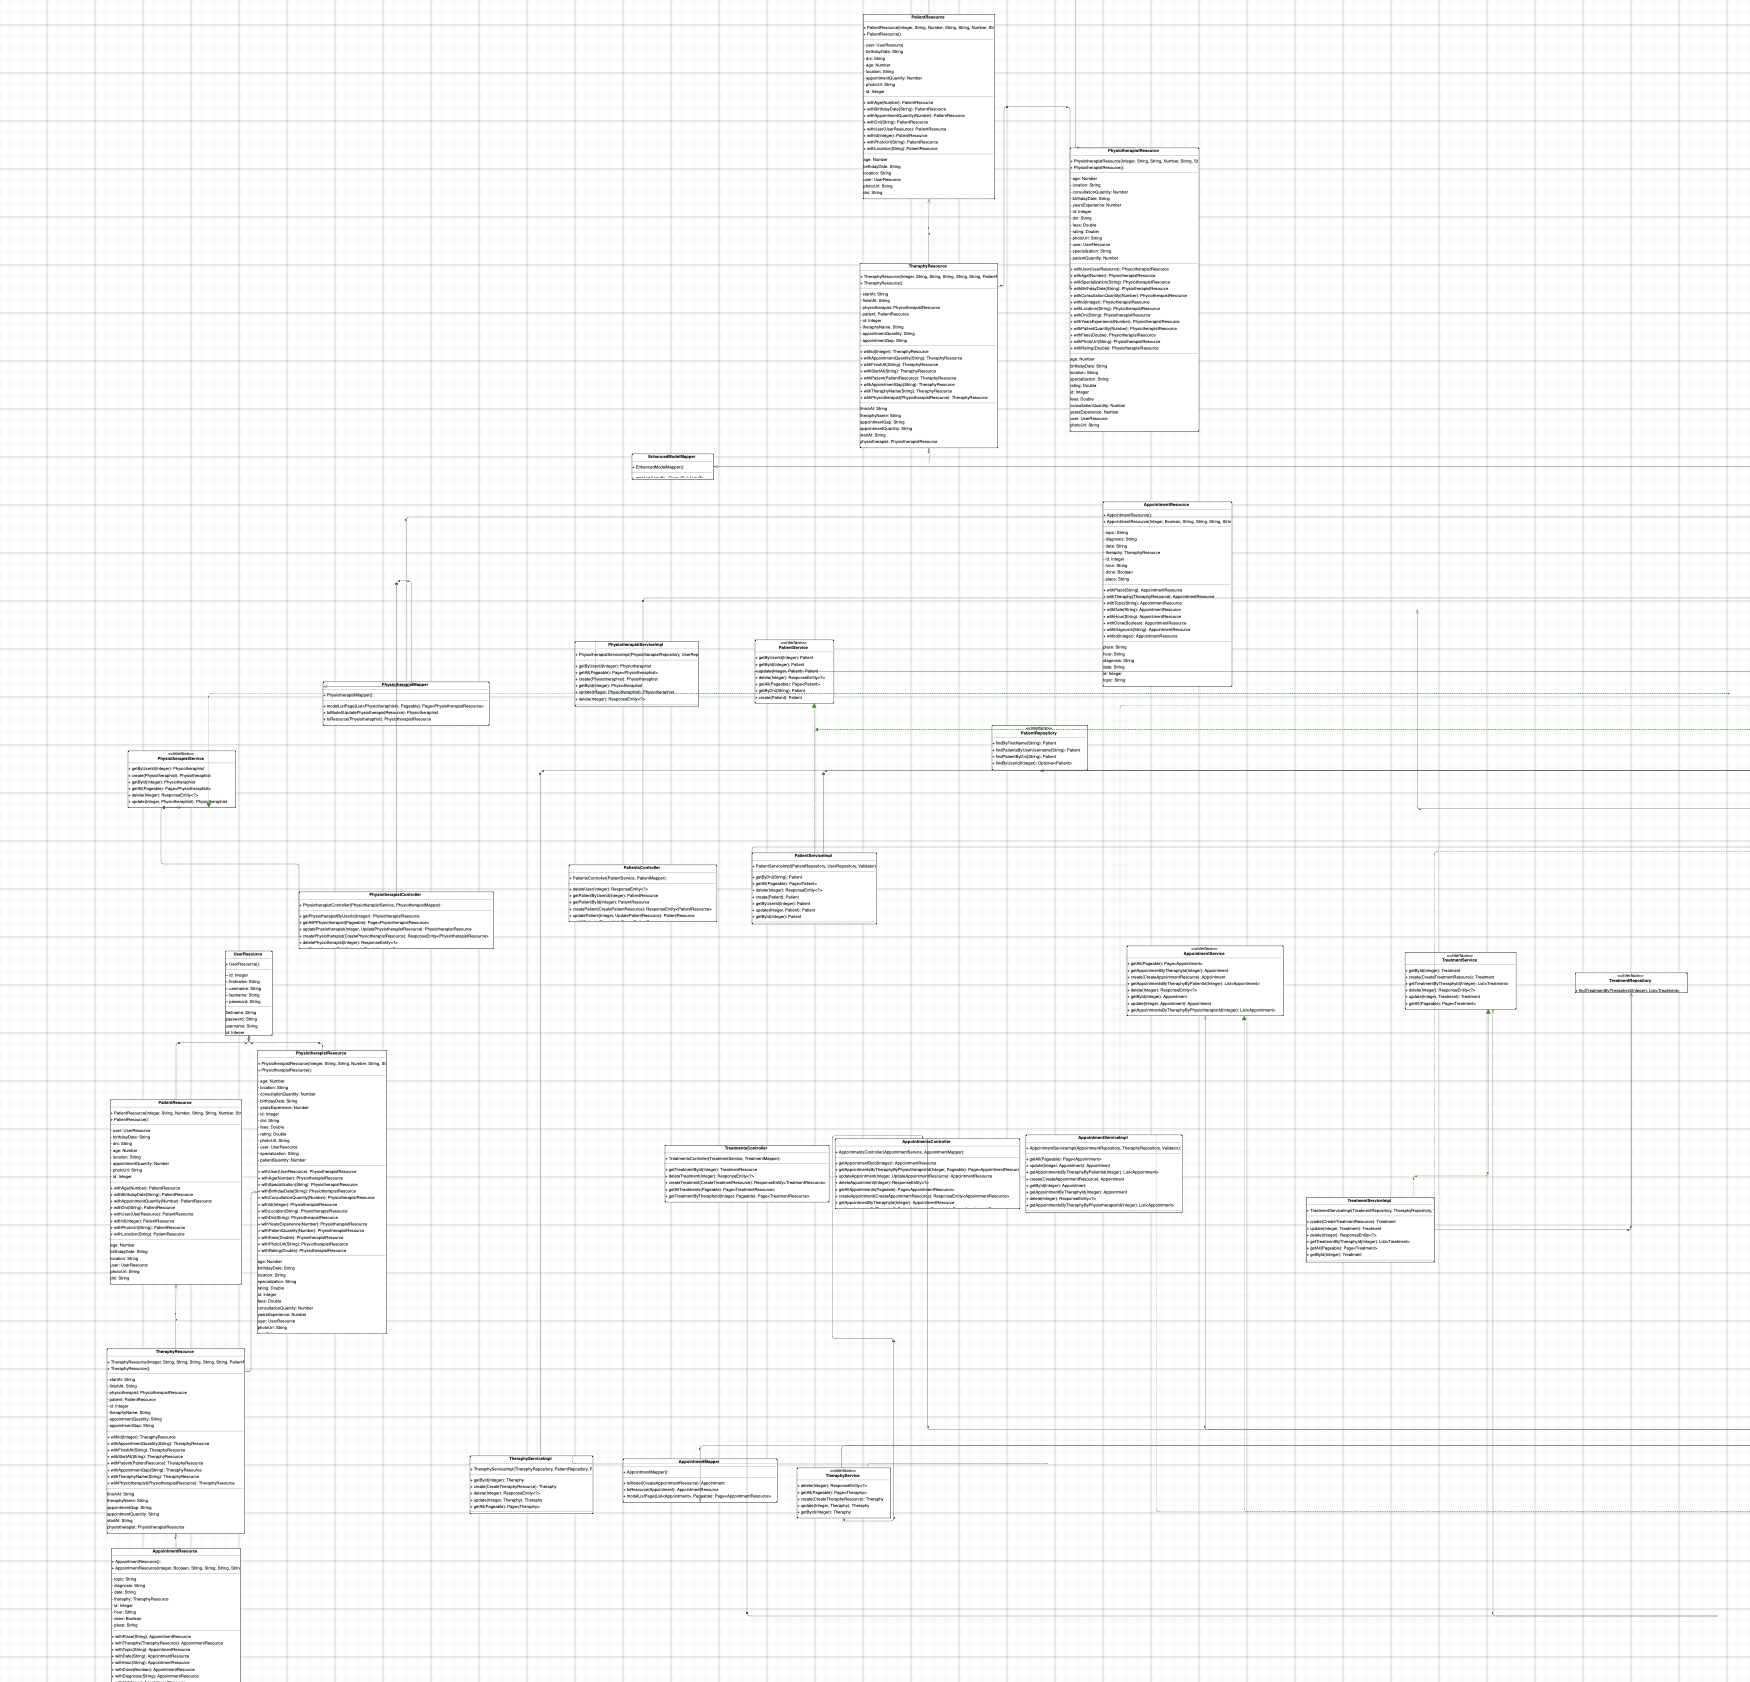 PatientResource
+ PatientResource(Integer, String, Number, String, String, Number, Str
+ PatientResource():
- user: UserResource
- birthdayDate: String
- dni: String
- age: Number
- location: String
- appointmentQuantity: Number
- photoUrl: String
- id: Integer
+ withAge(Number): PatientResource
+ withBirthdayDate(String): PatientResource
+ withAppointmentQuantity(Number): PatientResource
+ withDni(String): PatientResource
+ withUser(UserResource): PatientResource
+ withId(Integer): PatientResource
+ withPhotoUrl(String): PatientResource
+ withLocation(String): PatientResource
age: Number
birthdayDate: String
location: String
user: UserResource
photoUrl: String
dni: String
PhysiotherapistResource
+ PhysiotherapistResource(Integer, String, String, Number, String, St
+ PhysiotherapistResource():
- age: Number
- location: String
- consultationQuantity: Number
- birthdayDate: String
- yearsExperience: Number
- id: Integer
- dni: String
- fees: Double
- rating: Double
- photoUrl: String
- user: UserResource
- specialization: String
- patientQuantity: Number
+ withUser(UserResource): PhysiotherapistResource
+ withAge(Number): PhysiotherapistResource
+ withSpecialization(String): PhysiotherapistResource
+ withBirthdayDate(String): PhysiotherapistResource
+ withConsultationQuantity(Number): PhysiotherapistResource
+ withId(Integer): PhysiotherapistResource
+ withLocation(String): PhysiotherapistResource
+ withDni(String): PhysiotherapistResource
+ withYearsExperience(Number): PhysiotherapistResource
+ withPatientQuantity(Number): PhysiotherapistResource
+ withFees(Double): PhysiotherapistResource
+ withPhotoUrl(String): PhysiotherapistResource
+ withRating(Double): PhysiotherapistResource
age: Number
birthdayDate: String
location: String
specialization: String
rating: Double
id: Integer
fees: Double
consultationQuantity: Number
yearsExperience: Number
user: UserResource
photoUrl: String
TheraphyResource
+ TheraphyResource(Integer, String, String, String, String, String, PatientR
+ TheraphyResource():
- startAt: String
- finishAt: String
- physiotherapist: PhysiotherapistResource
- patient: PatientResource
- id: Integer
- theraphyName: String
- appointmentQuantity: String
- appointmentGap: String
+ withId(Integer): TheraphyResource
+ withAppointmentQuantity(String): TheraphyResource
+ withFinishAt(String): TheraphyResource
+ withStartAt(String): TheraphyResource
+ withPatient(PatientResource): TheraphyResource
+ withAppointmentGap(String): TheraphyResource
+ withTheraphyName(String): TheraphyResource
+ withPhysiotherapist(PhysiotherapistResource): TheraphyResource
finishAt: String
theraphyName: String
appointmentGap: String
appointmentQuantity: String
startAt: String
physiotherapist: PhysiotherapistResource
EnhancedModelMapper
+ EnhancedModelMapper():
AppointmentResource
+ AppointmentResource():
+ AppointmentResource(Integer, Boolean, String, String, String, Strin
- topic: String
- diagnosis: String
- date: String
- theraphy: TheraphyResource
- id: Integer
- hour: String
- done: Boolean
- place: String
+ withPlace(String): AppointmentResource
+ withTheraphy(TheraphyResource): AppointmentResource
+ withTopic(String): AppointmentResource
+ withDate(String): AppointmentResource
+ withHour(String): AppointmentResource
+ withDone(Boolean): AppointmentResource
+ withDiagnosis(String): AppointmentResource
+ withId(Integer): AppointmentResource
place: String
hour: String
diagnosis: String
date: String
id: Integer
topic: String
PhysiotherapistServiceImpl
+ PhysiotherapistServiceImpl(PhysiotherapistRepository, UserRep
+ getByUserId(Integer): Physiotheraphist
+ getAll(Pageable): Page<Physiotheraphist>
+ create(Physiotheraphist): Physiotheraphist
+ getById(Integer): Physiotheraphist
+ update(Integer, Physiotheraphist): Physiotheraphist
+ delete(Integer): ResponseEntity<?>
<<interface>>
PatientService
+ getByUserId(Integer): Patient
+ getById(Integer): Patient
+ update(Integer, Patient): Patient
+ delete(Integer): ResponseEntity<?>
+ getAll(Pageable): Page<Patient>
+ getByDni(String): Patient
+ create(Patient): Patient
PhysiotherapistMapper
+ PhysiotherapistMapper():
+ modelListPage(List<Physiotheraphist>, Pageable): Page<PhysiotherapistResource>
+ toModel(UpdatePhysiotherapistResource): Physiotheraphist
+ toResource(Physiotheraphist): PhysiotherapistResource
<<interface>>
PatientRepository
+ findByFirstName(String): Patient
+ findPatientsByUserUsername(String): Patient
+ findPatientByDni(String): Patient
+ findByUserId(Integer): Optional<Patient>
<<interface>>
PhysiotherapistService
+ getByUserId(Integer): Physiotheraphist
+ create(Physiotheraphist): Physiotheraphist
+ getById(Integer): Physiotheraphist
+ getAll(Pageable): Page<Physiotheraphist>
+ delete(Integer): ResponseEntity<?>
+ update(Integer, Physiotheraphist): Physiotheraphist
PatientServiceImpl
+ PatientServiceImpl(PatientRepository, UserRepository, Validator)
+ getByDni(String): Patient
+ getAll(Pageable): Page<Patient>
+ delete(Integer): ResponseEntity<?>
+ create(Patient): Patient
+ getByUserId(Integer): Patient
+ update(Integer, Patient): Patient
+ getById(Integer): Patient
PatientsController
+ PatientsController(PatientService, PatientMapper):
+ deleteUser(Integer): ResponseEntity<?>
+ getPatientByUserId(Integer): PatientResource
+ getPatientById(Integer): PatientResource
+ createPatient(CreatePatientResource): ResponseEntity<PatientResource>
+ updatePatient(Integer, UpdatePatientResource): PatientResource
PhysiotherapistController
+ PhysiotherapistController(PhysiotherapistService, PhysiotherapistMapper):
+ getPhysiotherapistByUserId(Integer): PhysiotherapistResource
+ getAllPPhysiotherapist(Pageable): Page<PhysiotherapistResource>
+ updatePhysiotherapist(Integer, UpdatePhysiotherapistResource): PhysiotherapistResource
+ createPhysiotherapist(CreatePhysiotherapistResource): ResponseEntity<PhysiotherapistResource>
+ deletePhysiotherapist(Integer): ResponseEntity<?>
<<interface>>
AppointmentService
+ getAll(Pageable): Page<Appointment>
+ getAppointmentByTheraphyId(Integer): Appointment
+ create(CreateAppointmentResource): Appointment
+ getAppointmentsByTheraphyByPatientId(Integer): List<Appointment>
+ delete(Integer): ResponseEntity<?>
+ getById(Integer): Appointment
+ update(Integer, Appointment): Appointment
+ getAppointmentsByTheraphyByPhysiotherapistId(Integer): List<Appointment>
<<interface>>
TreatmentService
+ getById(Integer): Treatment
+ create(CreateTreatmentResource): Treatment
+ getTreatmentByTheraphyId(Integer): List<Treatment>
+ delete(Integer): ResponseEntity<?>
+ update(Integer, Treatment): Treatment
+ getAll(Pageable): Page<Treatment>
<<interface>>
TreatmentRepository
+ findTreatmentByTheraphyId(Integer): List<Treatment>
UserResource
+ UserResource():
~ id: Integer
~ firstname: String
~ username: String
~ lastname: String
~ password: String
firstname: String
password: String
username: String
id: Integer
PhysiotherapistResource
+ PhysiotherapistResource(Integer, String, String, Number, String, St
+ PhysiotherapistResource():
- age: Number
- location: String
- consultationQuantity: Number
- birthdayDate: String
- yearsExperience: Number
- id: Integer
- dni: String
- fees: Double
- rating: Double
- photoUrl: String
- user: UserResource
- specialization: String
- patientQuantity: Number
+ withUser(UserResource): PhysiotherapistResource
+ withAge(Number): PhysiotherapistResource
+ withSpecialization(String): PhysiotherapistResource
+ withBirthdayDate(String): PhysiotherapistResource
+ withConsultationQuantity(Number): PhysiotherapistResource
+ withId(Integer): PhysiotherapistResource
+ withLocation(String): PhysiotherapistResource
+ withDni(String): PhysiotherapistResource
+ withYearsExperience(Number): PhysiotherapistResource
+ withPatientQuantity(Number): PhysiotherapistResource
+ withFees(Double): PhysiotherapistResource
+ withPhotoUrl(String): PhysiotherapistResource
+ withRating(Double): PhysiotherapistResource
age: Number
birthdayDate: String
location: String
specialization: String
rating: Double
id: Integer
fees: Double
consultationQuantity: Number
yearsExperience: Number
user: UserResource
photoUrl: String
PatientResource
+ PatientResource(Integer, String, Number, String, String, Number, Str
+ PatientResource():
- user: UserResource
- birthdayDate: String
- dni: String
- age: Number
- location: String
- appointmentQuantity: Number
- photoUrl: String
- id: Integer
+ withAge(Number): PatientResource
+ withBirthdayDate(String): PatientResource
+ withAppointmentQuantity(Number): PatientResource
+ withDni(String): PatientResource
+ withUser(UserResource): PatientResource
+ withId(Integer): PatientResource
+ withPhotoUrl(String): PatientResource
+ withLocation(String): PatientResource
age: Number
birthdayDate: String
location: String
user: UserResource
photoUrl: String
dni: String
TreatmentsController
+ TreatmentsController(TreatmentService, TreatmentMapper):
+ getTreatmentById(Integer): TreatmentResource
+ deleteTreatment(Integer): ResponseEntity<?>
+ createTreatment(CreateTreatmentResource): ResponseEntity<TreatmentResource>
+ getAllTreatments(Pageable): Page<TreatmentResource>
+ getTreatmentByTheraphyId(Integer, Pageable): Page<TreatmentResource>
AppointmentsController
+ AppointmentsController(AppointmentService, AppointmentMapper):
+ getAppointmentById(Integer): AppointmentResource
+ getAppointmentsByTheraphyByPhysiotherapistId(Integer, Pageable): Page<AppointmentResourc
+ updateAppointment(Integer, UpdateAppointmentResource): AppointmentResource
+ deleteAppointment(Integer): ResponseEntity<?>
+ getAllAppointments(Pageable): Page<AppointmentResource>
+ createAppointment(CreateAppointmentResource): ResponseEntity<AppointmentResource>
+ getAppointmentByTheraphyId(Integer): AppointmentResource
AppointmentServiceImpl
+ AppointmentServiceImpl(AppointmentRepository, TheraphyRepository, Validator):
+ getAll(Pageable): Page<Appointment>
+ update(Integer, Appointment): Appointment
+ getAppointmentsByTheraphyByPatientId(Integer): List<Appointment>
+ create(CreateAppointmentResource): Appointment
+ getById(Integer): Appointment
+ getAppointmentByTheraphyId(Integer): Appointment
+ delete(Integer): ResponseEntity<?>
+ getAppointmentsByTheraphyByPhysiotherapistId(Integer): List<Appointment>
TreatmentServiceImpl
+ TreatmentServiceImpl(TreatmentRepository, TheraphyRepository,
+ create(CreateTreatmentResource): Treatment
+ update(Integer, Treatment): Treatment
+ delete(Integer): ResponseEntity<?>
+ getTreatmentByTheraphyId(Integer): List<Treatment>
+ getAll(Pageable): Page<Treatment>
+ getById(Integer): Treatment
TheraphyResource
+ TheraphyResource(Integer, String, String, String, String, String, PatientR
+ TheraphyResource():
- startAt: String
- finishAt: String
- physiotherapist: PhysiotherapistResource
- patient: PatientResource
- id: Integer
- theraphyName: String
- appointmentQuantity: String
- appointmentGap: String
+ withId(Integer): TheraphyResource
+ withAppointmentQuantity(String): TheraphyResource
+ withFinishAt(String): TheraphyResource
+ withStartAt(String): TheraphyResource
+ withPatient(PatientResource): TheraphyResource
+ withAppointmentGap(String): TheraphyResource
+ withTheraphyName(String): TheraphyResource
+ withPhysiotherapist(PhysiotherapistResource): TheraphyResource
finishAt: String
theraphyName: String
appointmentGap: String
appointmentQuantity: String
startAt: String
physiotherapist: PhysiotherapistResource
TheraphyServiceImpl
+ TheraphyServiceImpl(TheraphyRepository, PatientRepository, P
+ getById(Integer): Theraphy
+ create(CreateTheraphyResource): Theraphy
+ delete(Integer): ResponseEntity<?>
+ update(Integer, Theraphy): Theraphy
+ getAll(Pageable): Page<Theraphy>
AppointmentMapper
+ AppointmentMapper():
+ toModel(CreateAppointmentResource): Appointment
+ toResource(Appointment): AppointmentResource
+ modelListPage(List<Appointment>, Pageable): Page<AppointmentResource>
<<interface>>
TheraphyService
+ delete(Integer): ResponseEntity<?>
+ getAll(Pageable): Page<Theraphy>
+ create(CreateTheraphyResource): Theraphy
+ update(Integer, Theraphy): Theraphy
+ getById(Integer): Theraphy
AppointmentResource
+ AppointmentResource():
+ AppointmentResource(Integer, Boolean, String, String, String, Strin
- topic: String
- diagnosis: String
- date: String
- theraphy: TheraphyResource
- id: Integer
- hour: String
- done: Boolean
- place: String
+ withPlace(String): AppointmentResource
+ withTheraphy(TheraphyResource): AppointmentResource
+ withTopic(String): AppointmentResource
+ withDate(String): AppointmentResource
+ withHour(String): AppointmentResource
+ withDone(Boolean): AppointmentResource
+ withDiagnosis(String): AppointmentResource